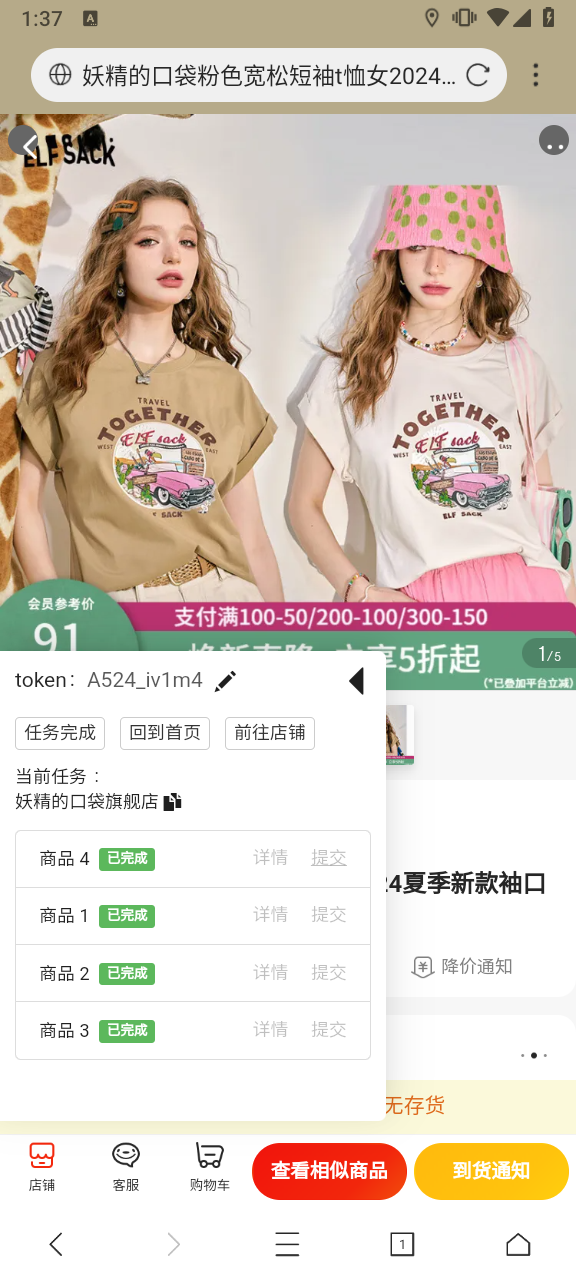 1:37
A
妖精的口袋粉色宽松短袖t恤女2024...
ELF SACK
TRAVEL
TOGETHER
WEST EAST
ELF sack
ELF SACK
TRAVEL
TOGETHER
WEST EAST
ELF sack
ELF SACK
会员参考价
91
支付满100-50/200-100/300-150
享5折起
(*已叠加平台立减)
1/5
token： A524_iv1m4
任务完成 回到首页 前往店铺
当前任务：
妖精的口袋旗舰店
商品 4 已完成 详情 提交
商品 1 已完成 详情 提交
商品 2 已完成 详情 提交
商品 3 已完成 详情 提交
24夏季新款袖口
降价通知
无存货
店铺 客服 购物车 查看相似商品 到货通知
1